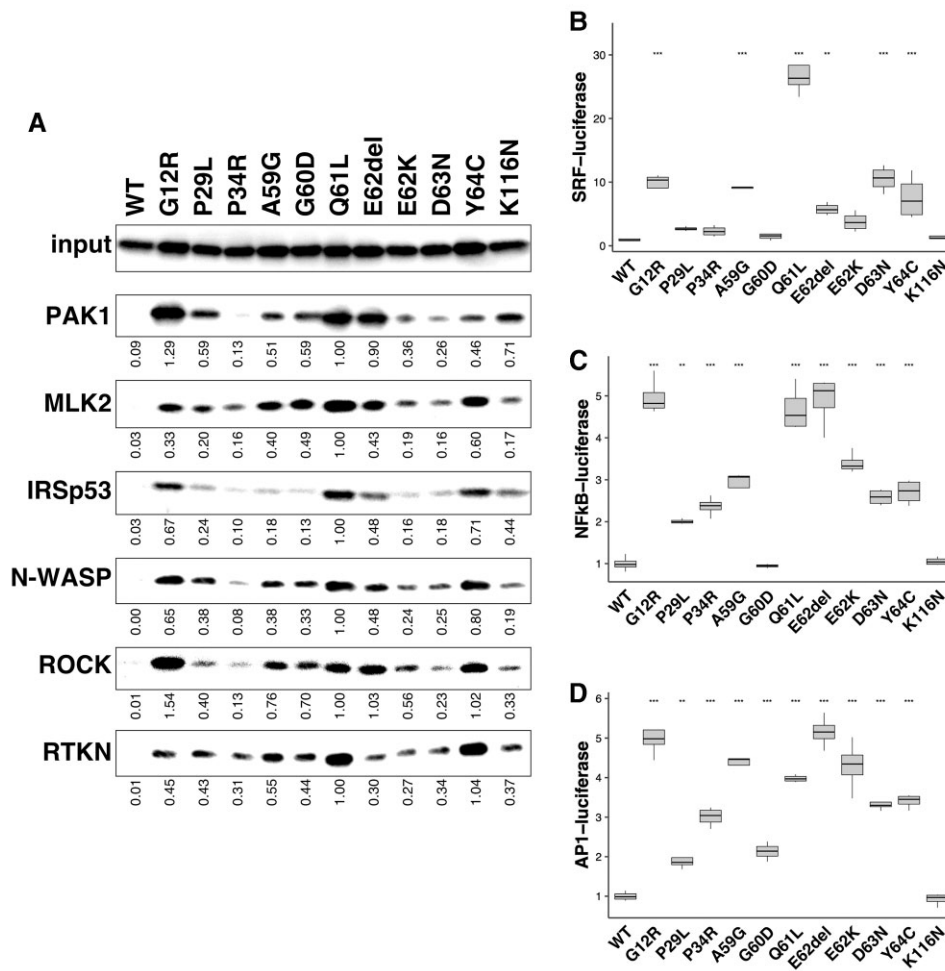 A
WT
G12R
P29L
P34R
A59G
G60D
Q61L
E62del
E62K
D63N
Y64C
K116N
input
PAK1
0.09
1.29
0.59
0.13
0.51
0.59
1.00
0.90
0.36
0.26
0.46
0.71
MLK2
0.03
0.33
0.20
0.16
0.40
0.49
1.00
0.43
0.19
0.16
0.60
0.17
IRSp53
0.03
0.67
0.24
0.10
0.18
0.13
1.00
0.48
0.16
0.18
0.71
0.44
N-WASP
0.00
0.65
0.38
0.08
0.38
0.33
1.00
0.48
0.24
0.25
0.80
0.19
ROCK
0.01
1.54
0.40
0.13
0.76
0.70
1.00
1.03
0.56
0.23
1.02
0.33
RTKN
0.01
0.45
0.43
0.31
0.55
0.44
1.00
0.30
0.27
0.34
1.04
0.37
B
SRF-luciferase
30
20
10
0
*** *** *** ** *** ***
WT
G12R
P29L
P34R
A59G
G60D
Q61L
E62del
E62K
D63N
Y64C
K116N
C
NFkB-luciferase
5
4
3
2
1
*** ** *** *** ** *** *** *** ***
WT
G12R
P29L
P34R
A59G
G60D
Q61L
E62del
E62K
D63N
Y64C
K116N
D
AP1-luciferase
6
5
4
3
2
1
*** ** *** *** *** *** *** *** *** ***
WT
G12R
P29L
P34R
A59G
G60D
Q61L
E62del
E62K
D63N
Y64C
K116N